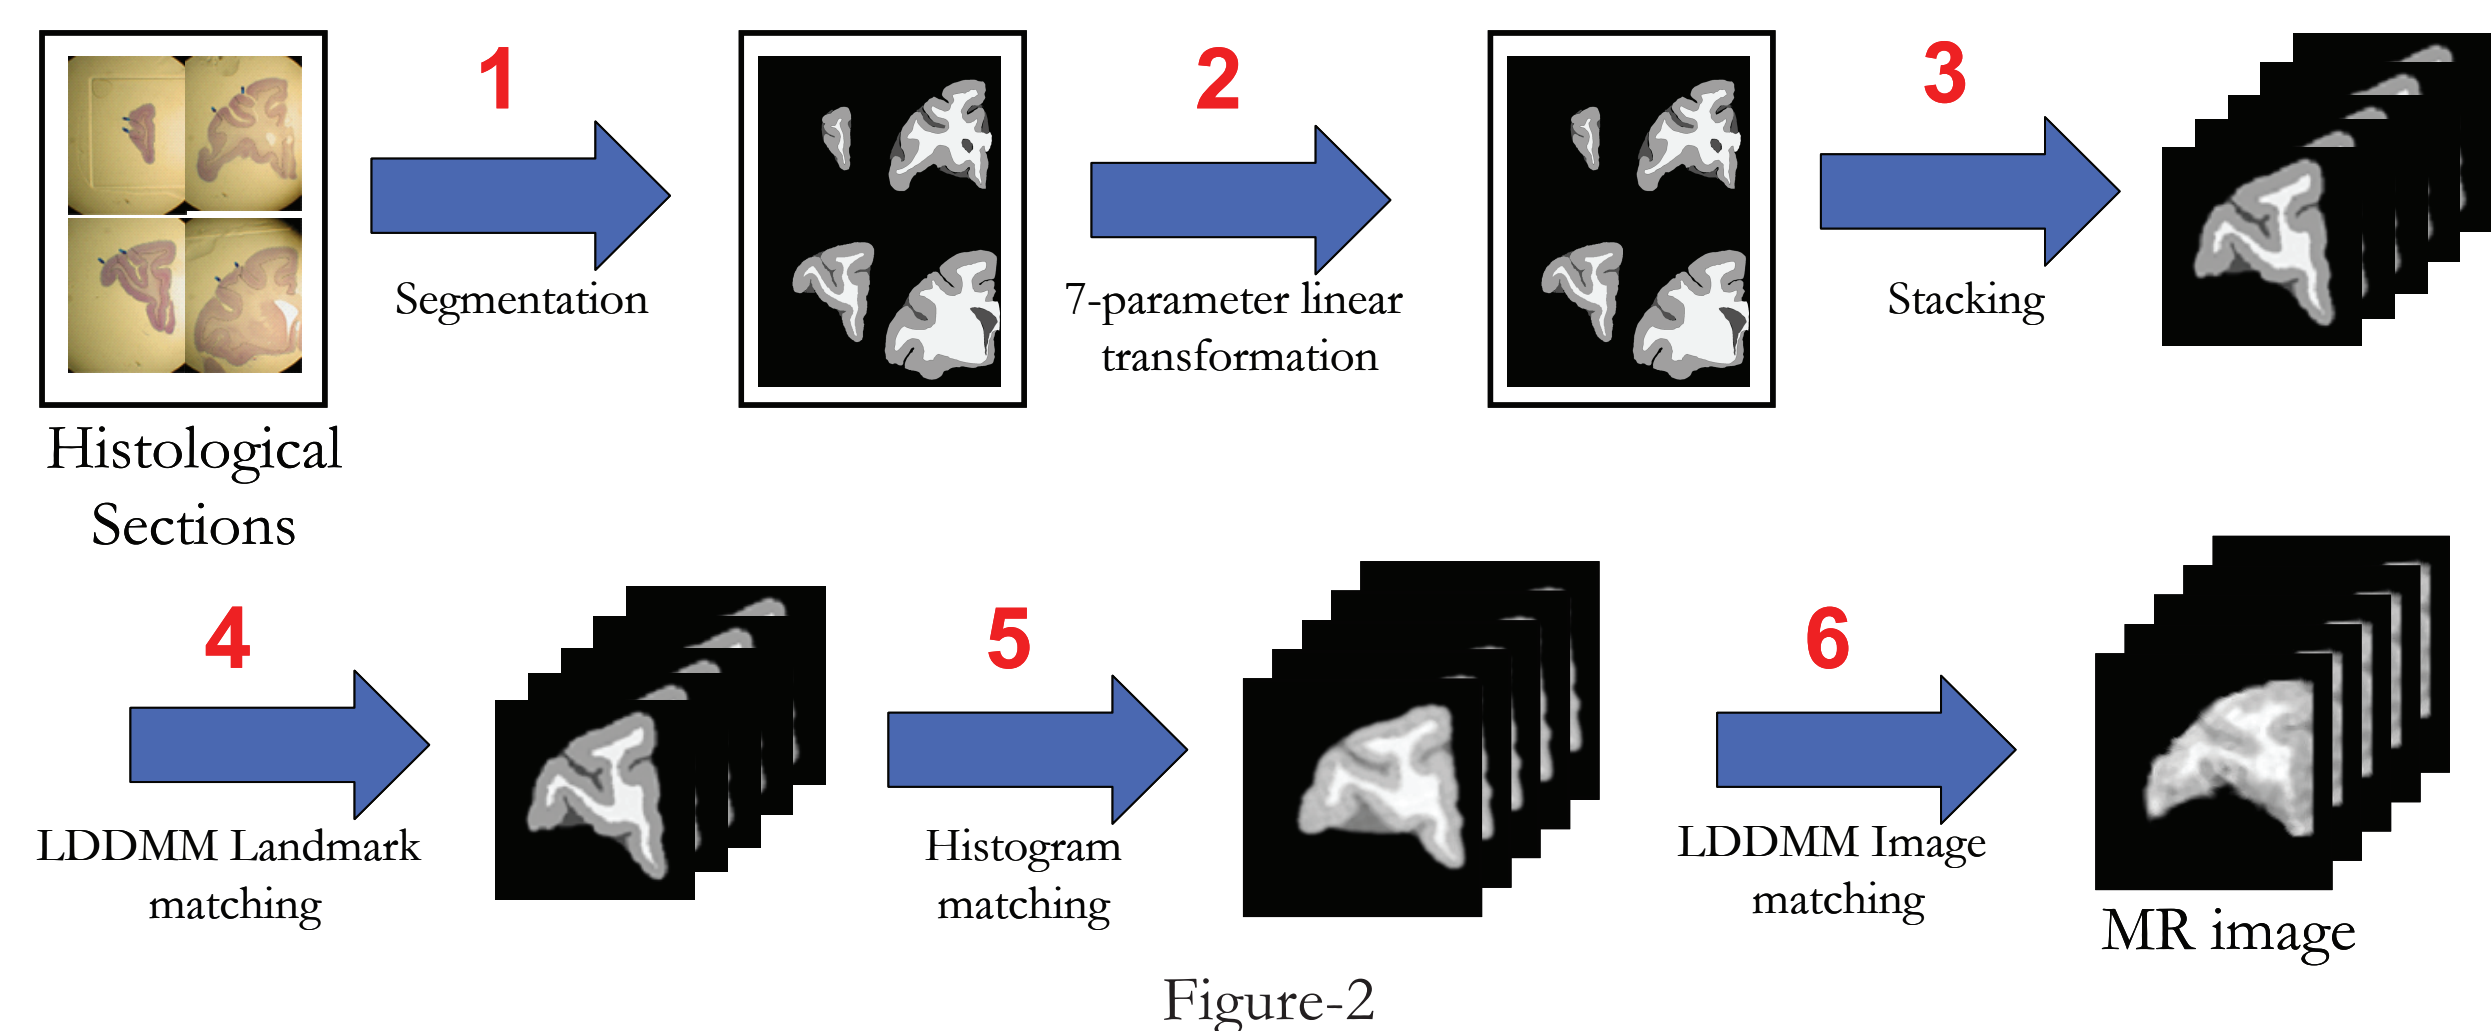 1
2
3
Segmentation
7-parameter linear
transformation
Stacking
Histological
Sections
4
5
6
LDDMM Landmark
matching
Histogram
matching
LDDMM Image
matching
MR image
Figure-2